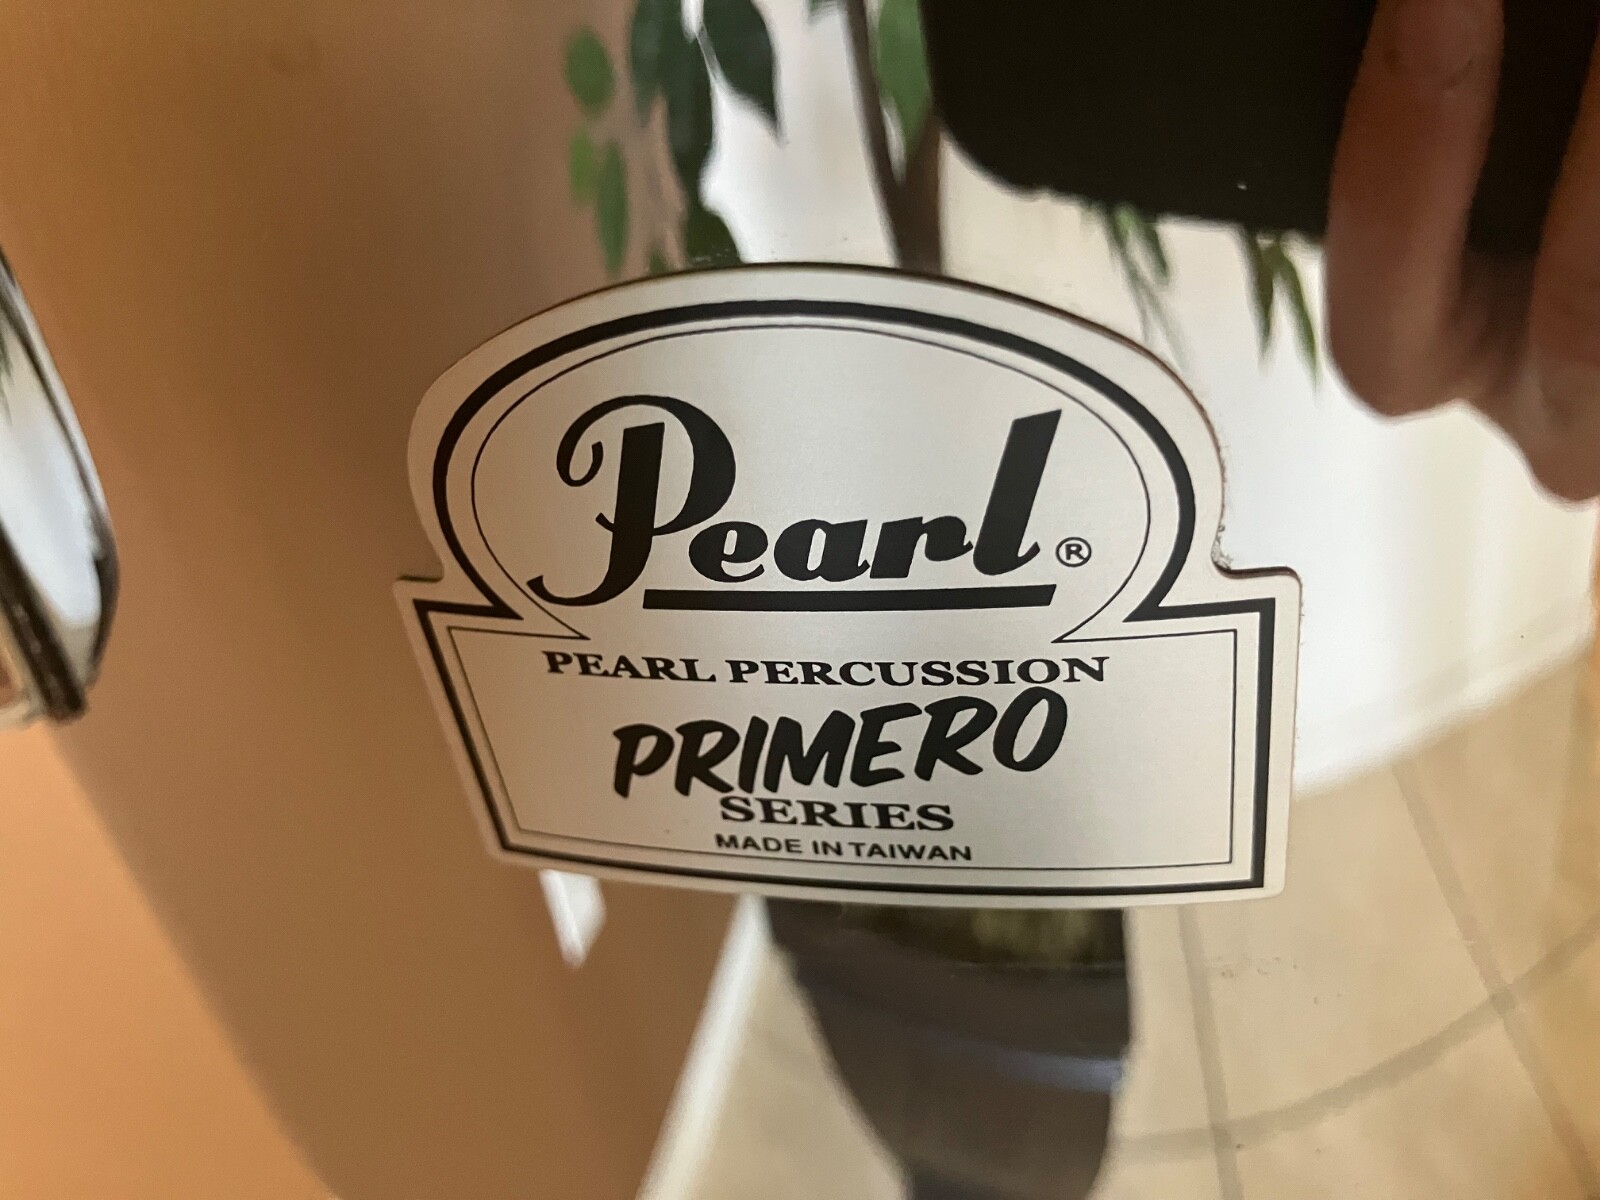 Pearl®
PEARL PERCUSSION
PRIMERO
SERIES
MADE IN TAIWAN